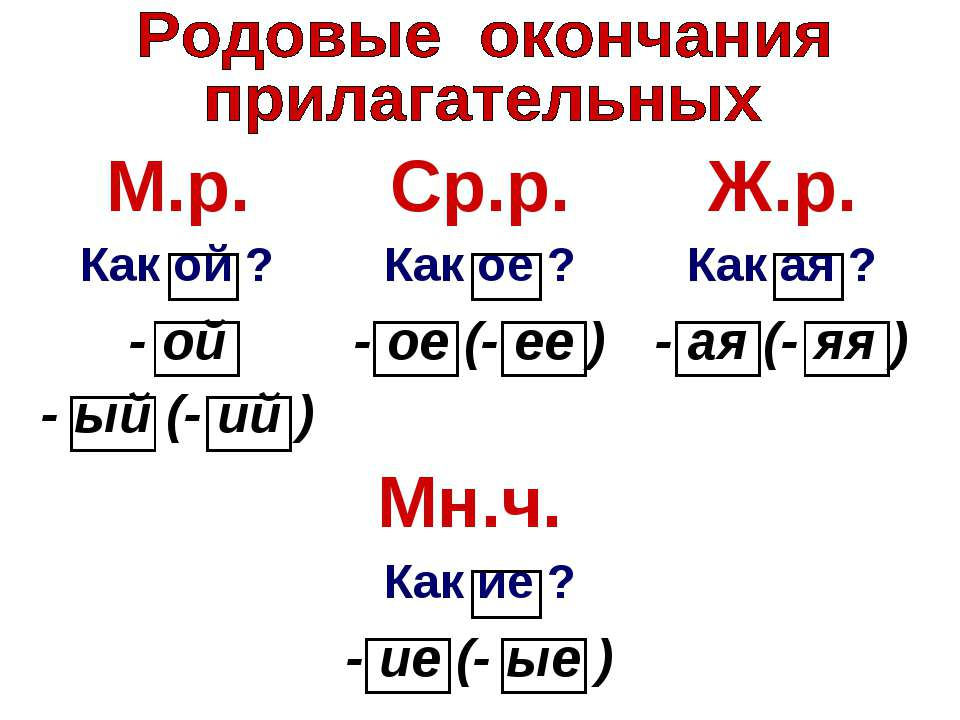 Родовые окончания
прилагательных
М.р. Ср.р. Ж.р.
Как ой ? Как ое ? Как ая ?
- ой - ое (- ее ) - ая (- яя )
- ый (- ий )
Мн.ч.
Как ие ?
- ие (- ые )